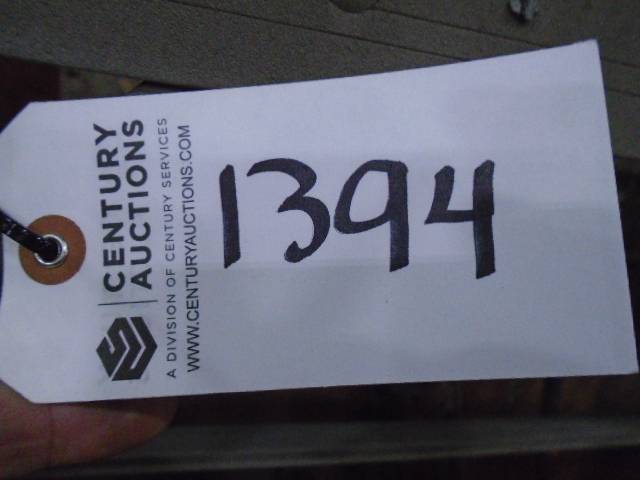 CENTURY
AUCTIONS
A DIVISION OF CENTURY SERVICES
WWW.CENTURYAUCTIONS.COM
1394